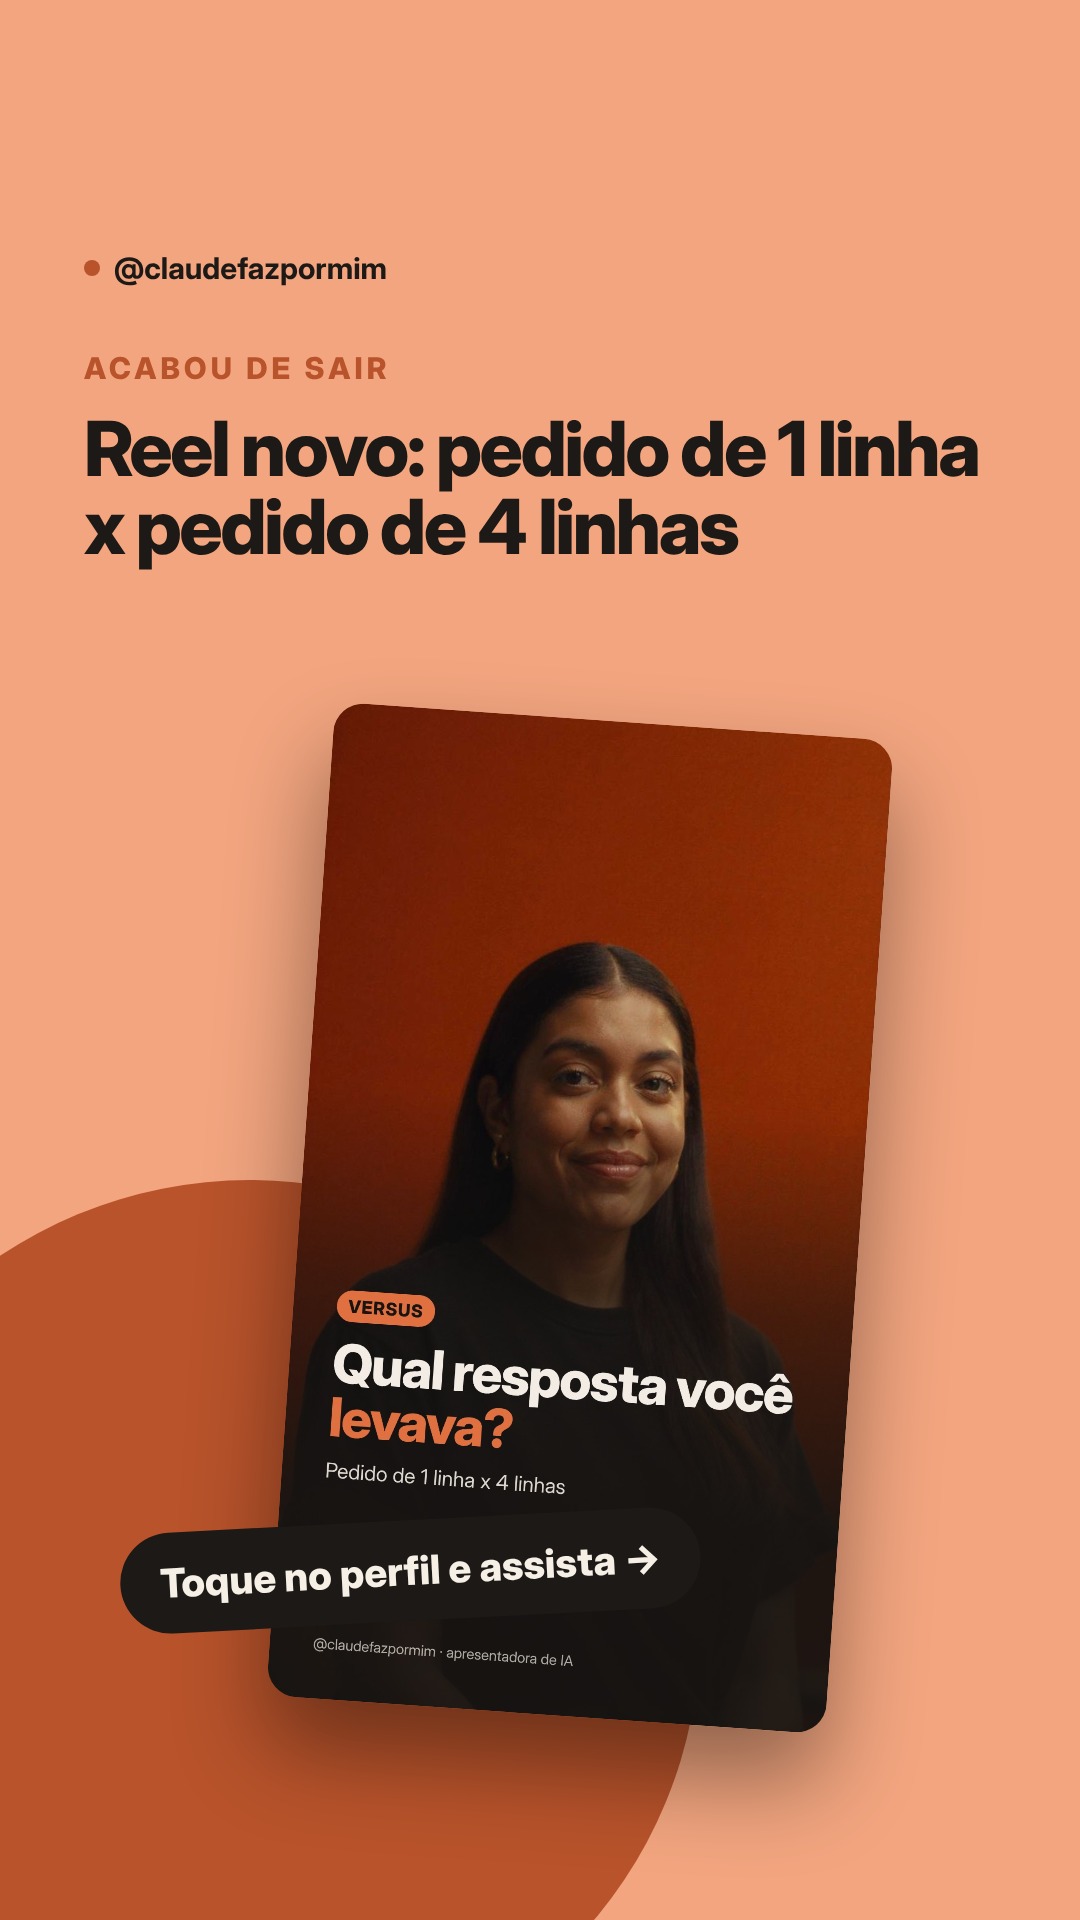 @claudefazpormim
ACABOU DE SAIR
Reel novo: pedido de 1 linha
x pedido de 4 linhas
VERSUS
Qual resposta você
levava?
Pedido de 1 linha x 4 linhas
Toque no perfil e assista →
@claudefazpormim · apresentadora de IA